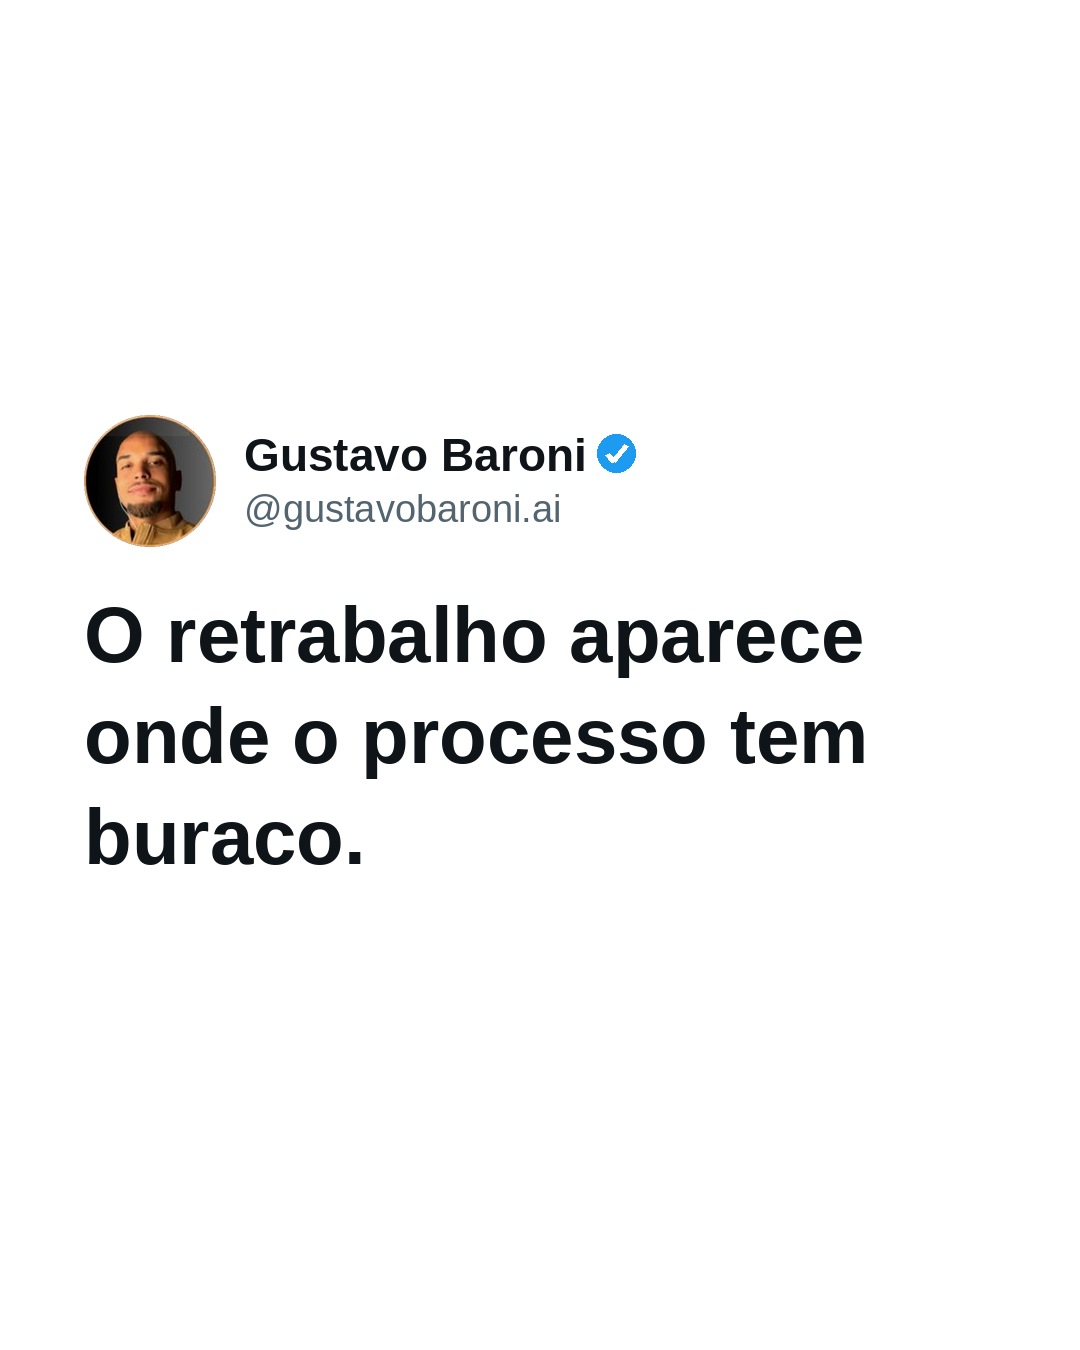 Gustavo Baroni
@gustavobaroni.ai
O retrabalho aparece
onde o processo tem
buraco.